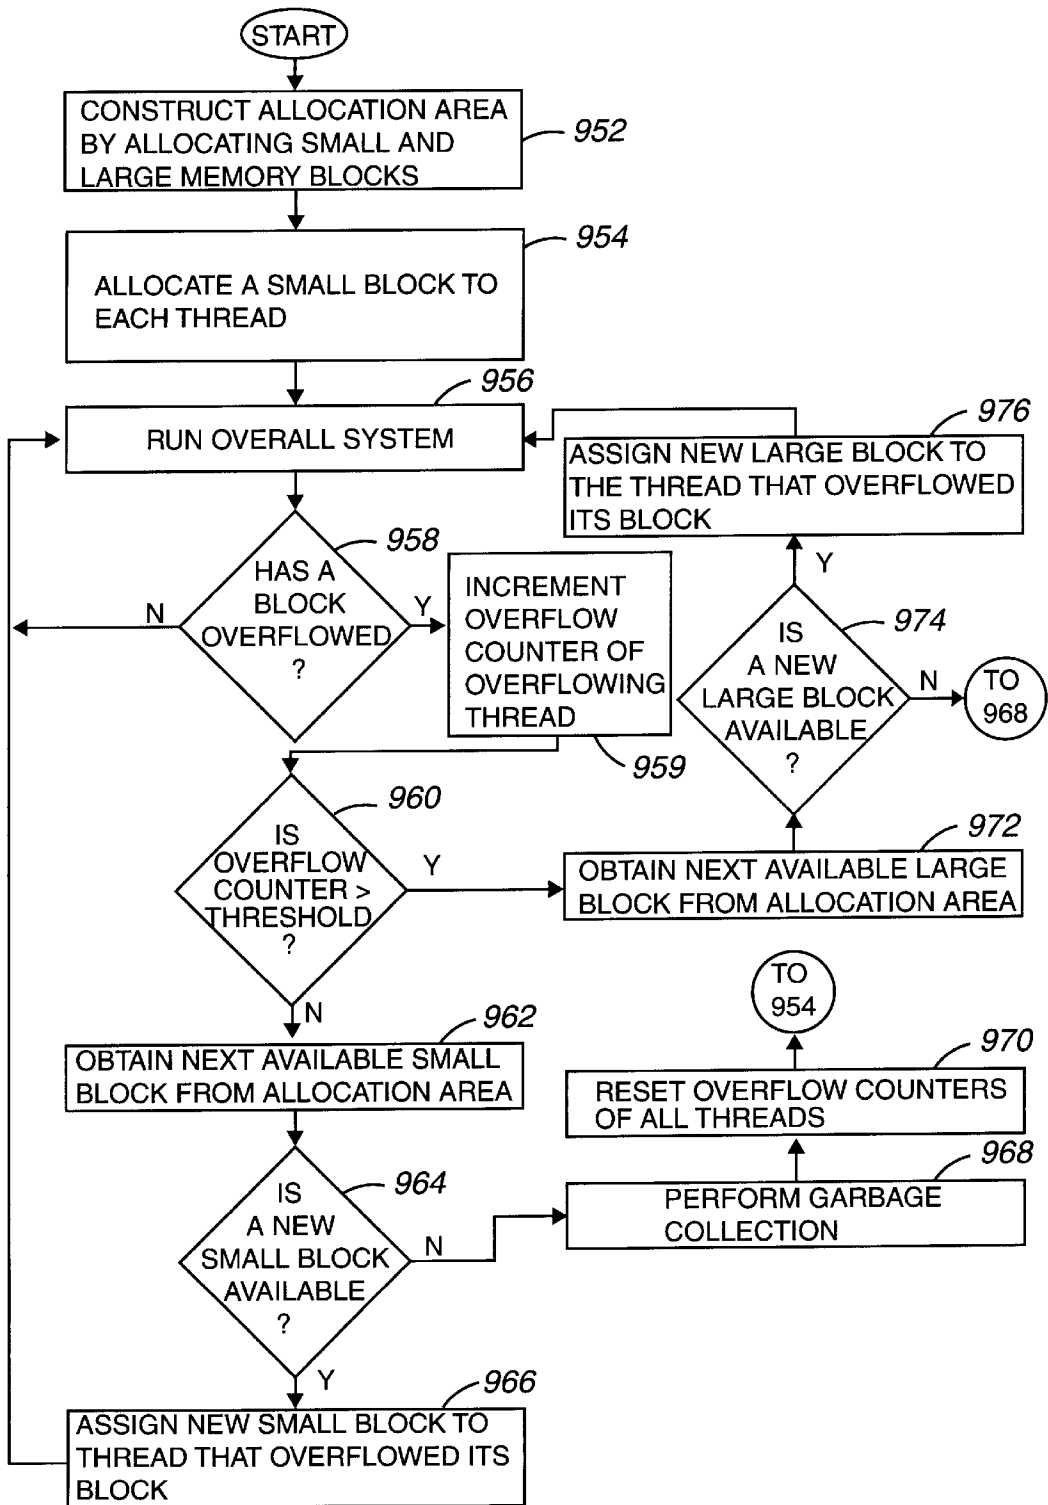 START
CONSTRUCT ALLOCATION AREA
BY ALLOCATING SMALL AND
LARGE MEMORY BLOCKS
952
954
ALLOCATE A SMALL BLOCK TO
EACH THREAD
956
RUN OVERALL SYSTEM
976
ASSIGN NEW LARGE BLOCK TO
THE THREAD THAT OVERFLOWED
ITS BLOCK
958
HAS A
BLOCK
OVERFLOWED
?
N
Y
INCREMENT
OVERFLOW
COUNTER OF
OVERFLOWING
THREAD
959
Y
974
IS
A NEW
LARGE BLOCK
AVAILABLE
?
N
TO
968
960
IS
OVERFLOW
COUNTER >
THRESHOLD
?
Y
N
972
OBTAIN NEXT AVAILABLE LARGE
BLOCK FROM ALLOCATION AREA
TO
954
962
OBTAIN NEXT AVAILABLE SMALL
BLOCK FROM ALLOCATION AREA
970
RESET OVERFLOW COUNTERS
OF ALL THREADS
968
PERFORM GARBAGE
COLLECTION
964
IS
A NEW
SMALL BLOCK
AVAILABLE
?
N
Y
966
ASSIGN NEW SMALL BLOCK TO
THREAD THAT OVERFLOWED ITS
BLOCK